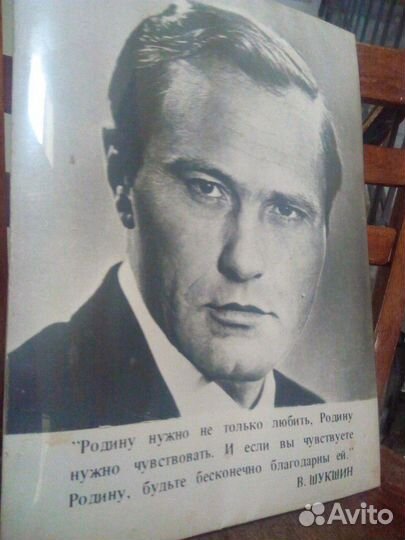 "Родину нужно не только любить, Родину
нужно чувствовать. И если вы чувствуете
Родину, будьте бесконечно благодарны ей."
В. ШУКШИН
Avito